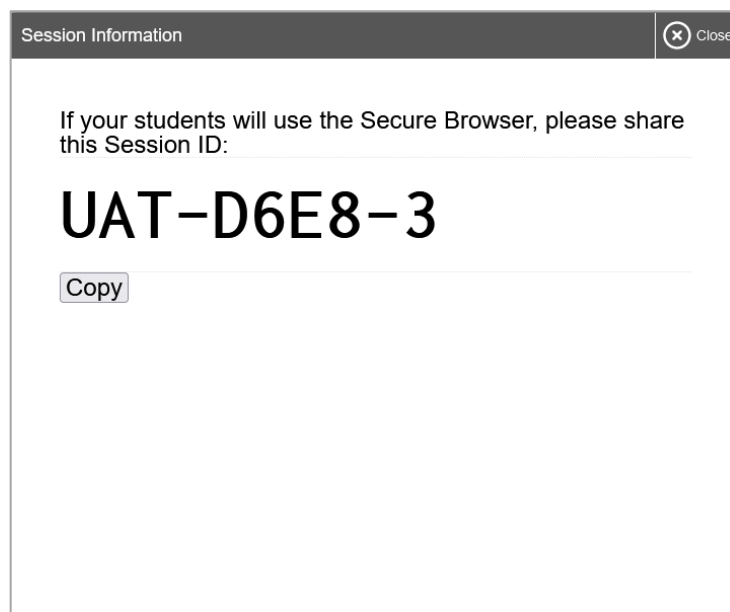 Session Information
Close
If your students will use the Secure Browser, please share
this Session ID:
UAT-D6E8-3
Copy